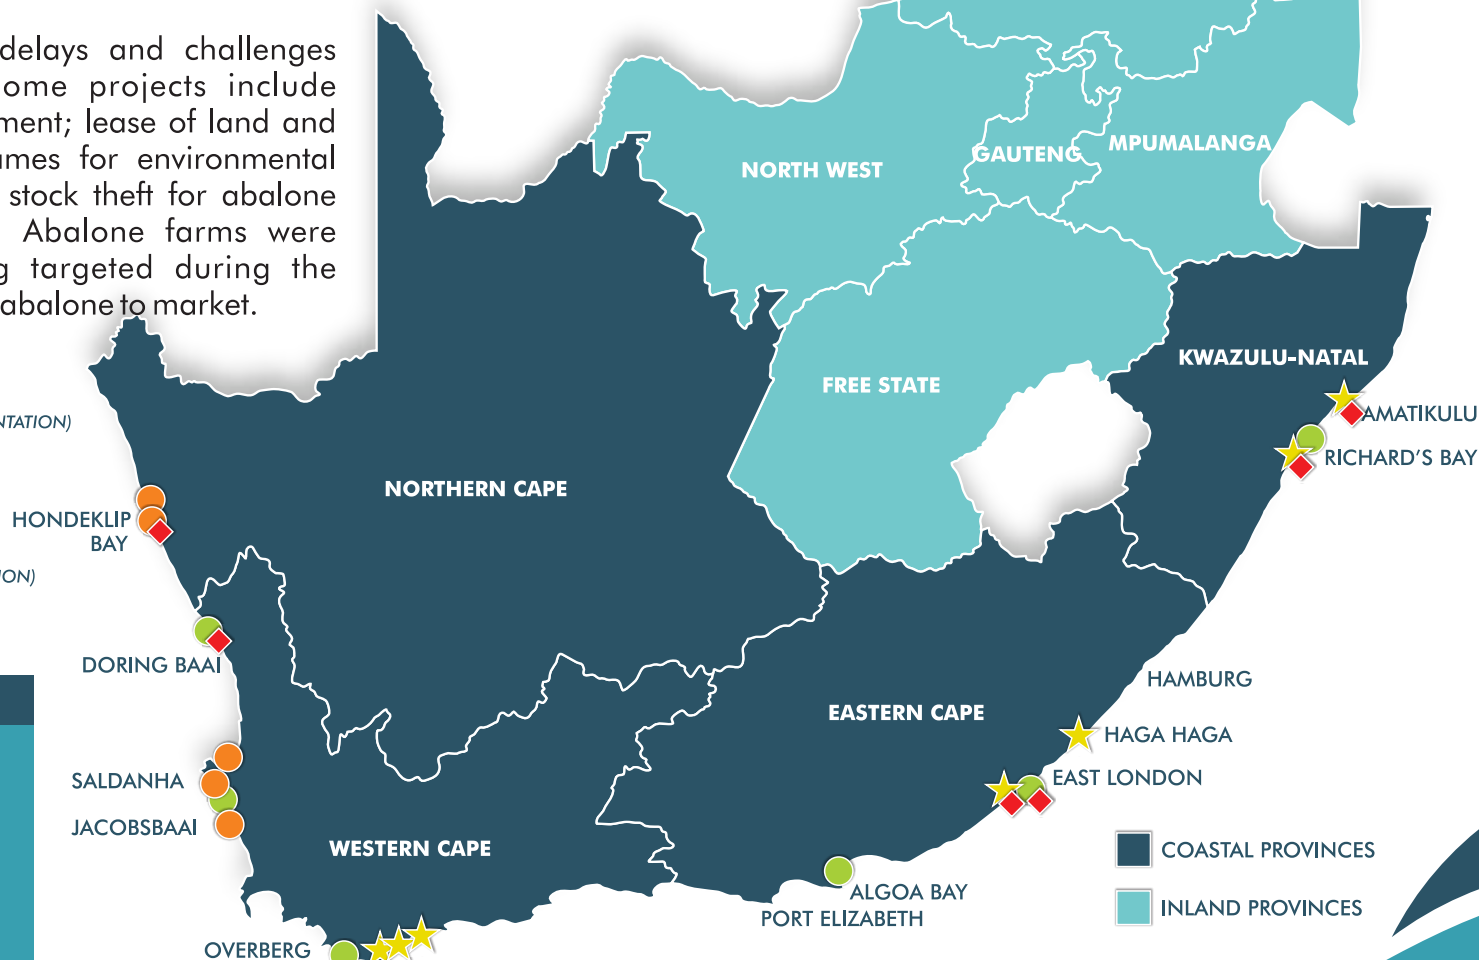 delays and challenges
ome projects include
ment; lease of land and
ames for environmental
stock theft for abalone
Abalone farms were
g targeted during the
abalone to market.
NTATION)
ION)
NORTH WEST
GAUTENG
MPUMALANGA
KWAZULU-NATAL
FREE STATE
AMATIKULU
RICHARD'S BAY
NORTHERN CAPE
HONDEKLIP
BAY
DORING BAAI
HAMBURG
EASTERN CAPE
HAGA HAGA
EAST LONDON
SALDANHA
JACOBSBAAI
WESTERN CAPE
COASTAL PROVINCES
ALGOA BAY
INLAND PROVINCES
PORT ELIZABETH
OVERBERG